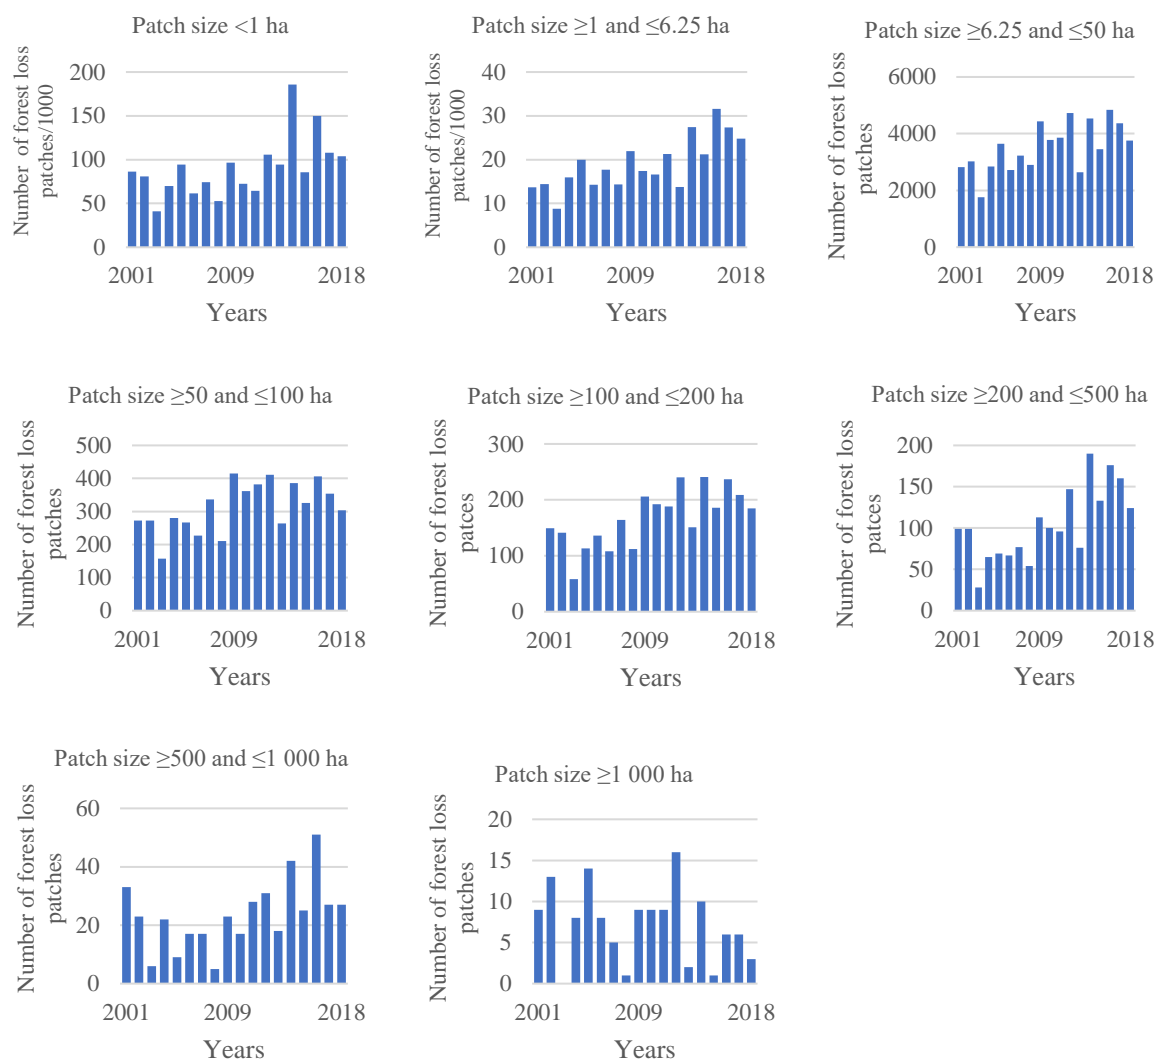 Patch size <1 ha
Number of forest loss
patches/1000
200
150
100
50
0
2001 2009 2018
Years
Patch size ≥1 and ≤6.25 ha
Number of forest loss
patches/1000
40
30
20
10
0
2001 2009 2018
Years
Patch size ≥6.25 and ≤50 ha
Number of forest loss
patches
6000
4000
2000
0
2001 2009 2018
Years
Patch size ≥50 and ≤100 ha
Number of forest loss
patches
500
400
300
200
100
0
2001 2009 2018
Years
Patch size ≥100 and ≤200 ha
Number of forest loss
patces
300
200
100
0
2001 2009 2018
Years
Patch size ≥200 and ≤500 ha
Number of forest loss
patces
200
150
100
50
0
2001 2009 2018
Years
Patch size ≥500 and ≤1 000 ha
Number of forest loss
patches
60
40
20
0
2001 2009 2018
Years
Patch size ≥1 000 ha
Number of forest loss
patches
20
15
10
5
0
2001 2009 2018
Years